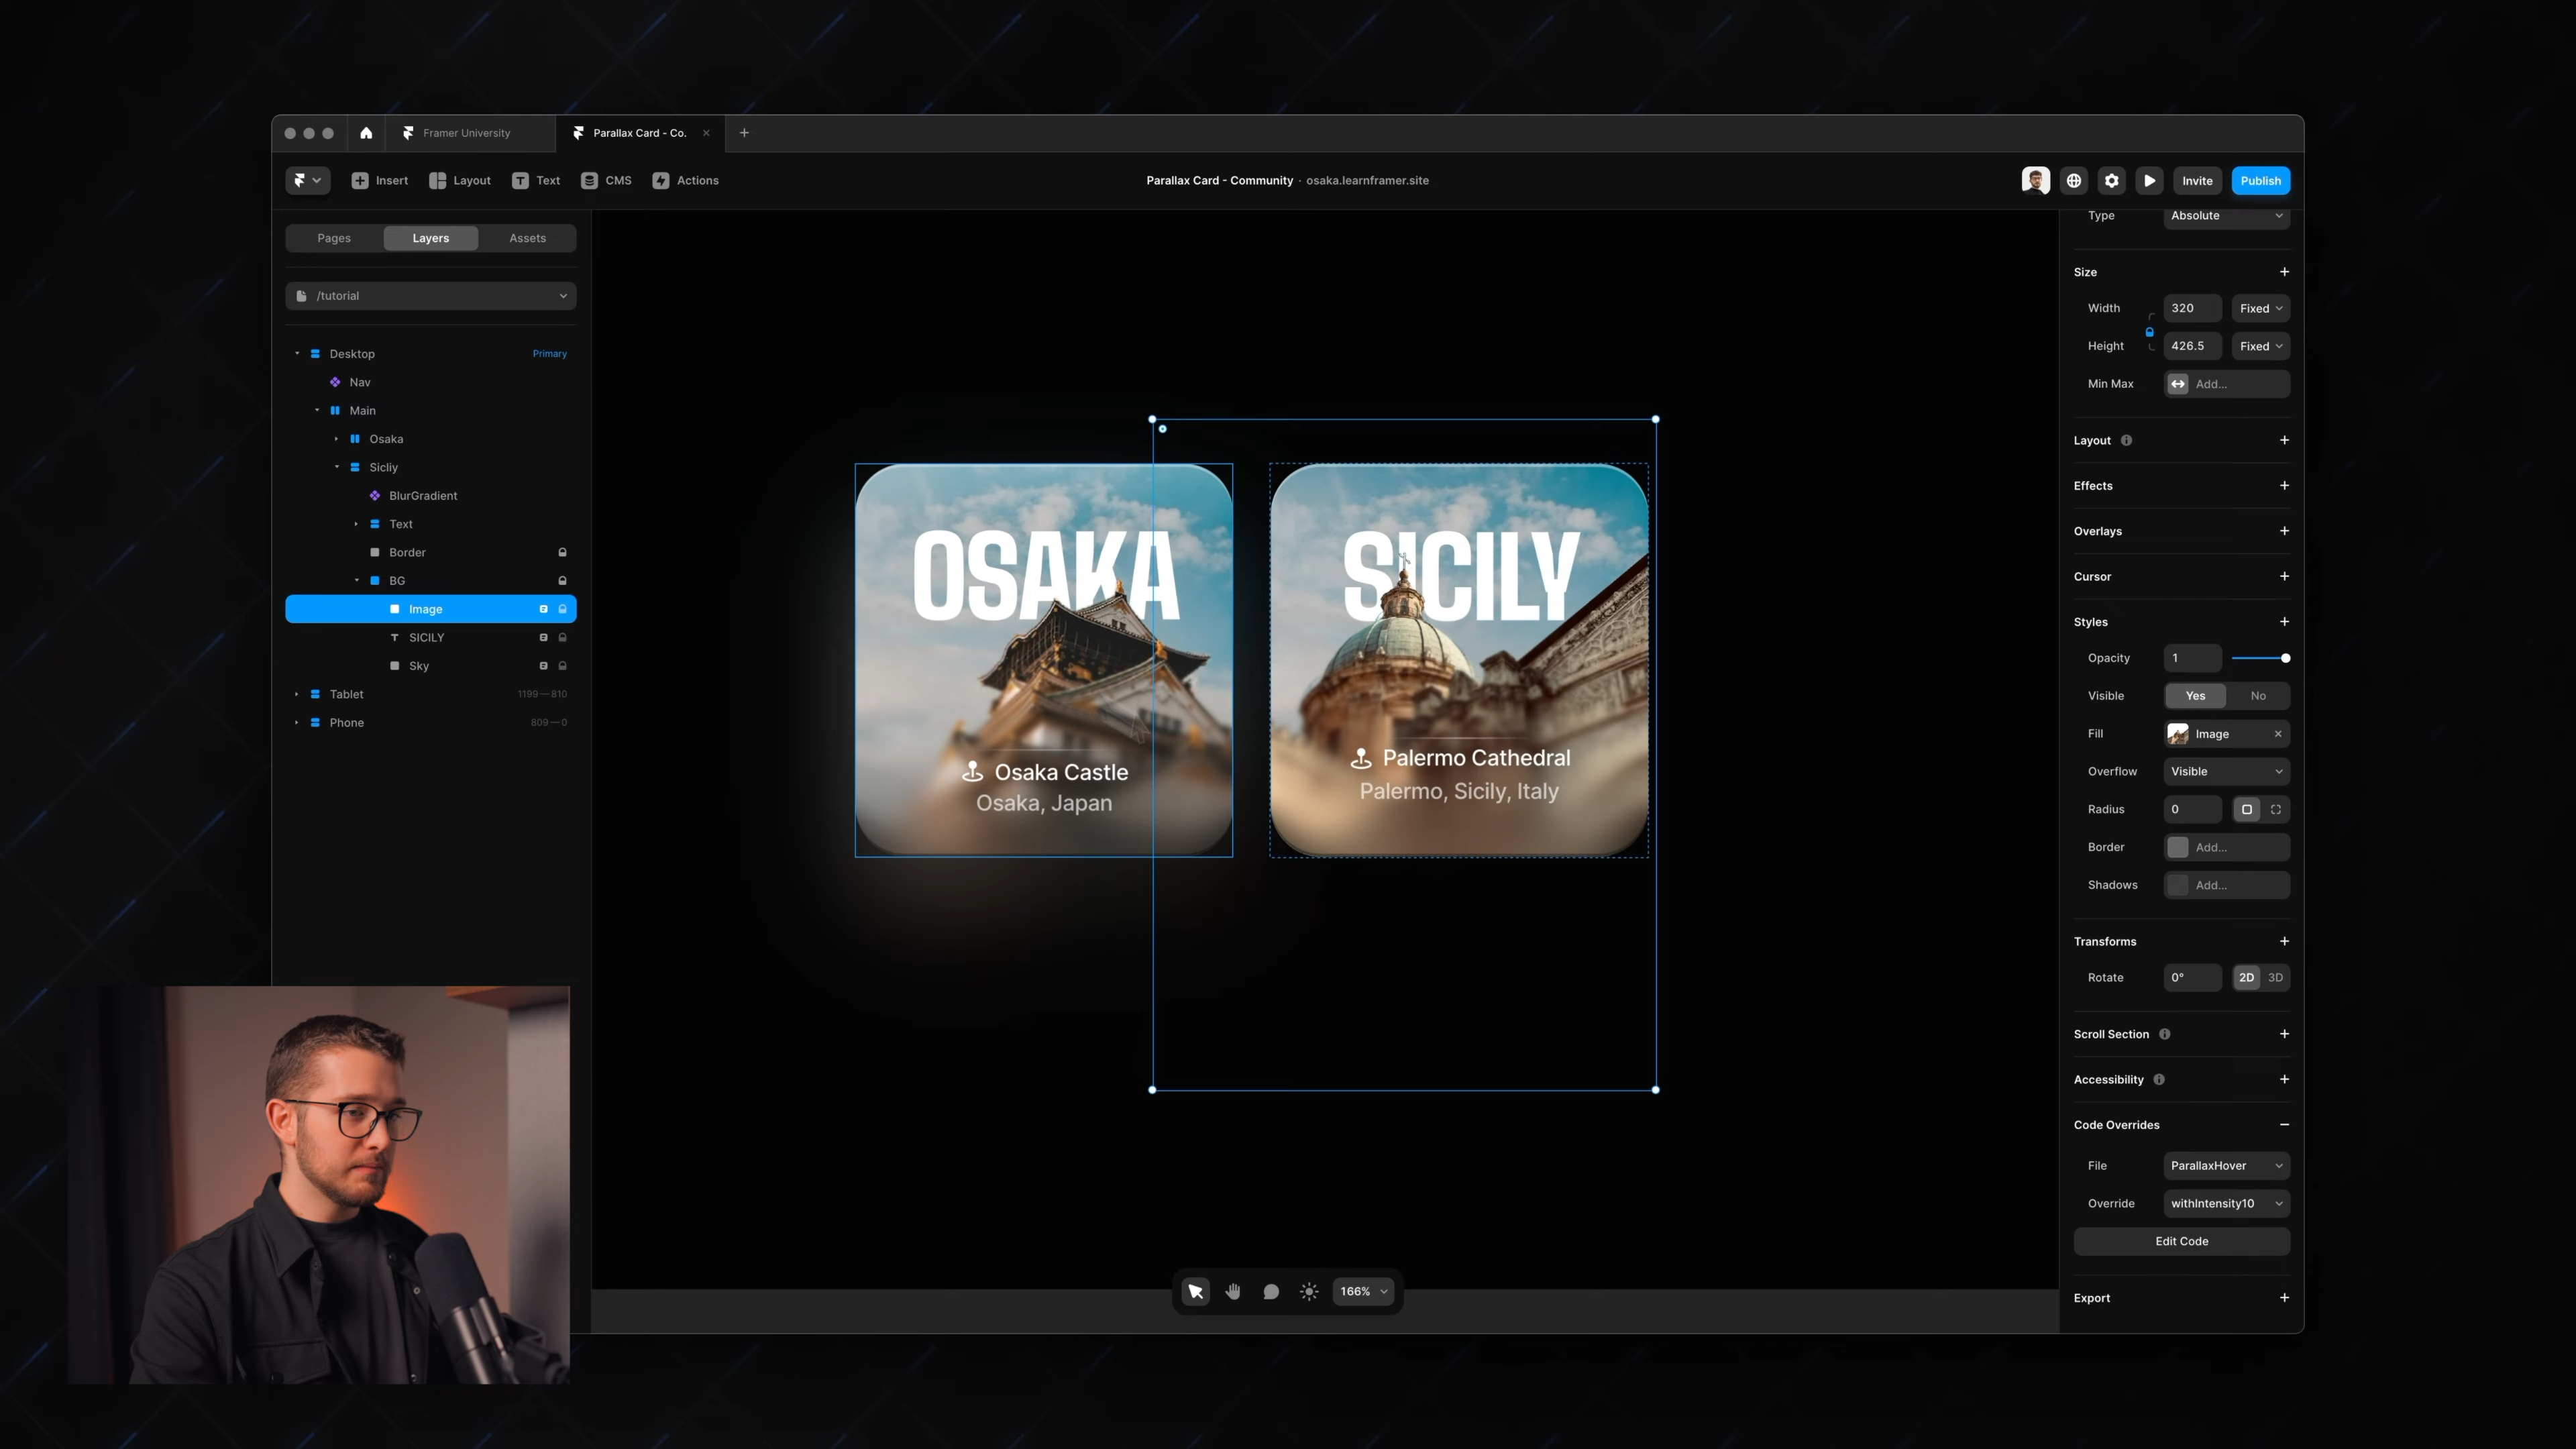 Framer University
Parallax Card - Co.
Insert
Layout
Text
CMS
Actions
Parallax Card - Community · osaka.learnframer.site
Invite
Publish
Pages
Layers
Assets
/tutorial
Desktop
Primary
Nav
Main
Osaka
Sicliy
BlurGradient
Text
Border
BG
Image
SICILY
Sky
Tablet
1199—810
Phone
809—0
OSAKA
Osaka Castle
Osaka, Japan
SICILY
Palermo Cathedral
Palermo, Sicily, Italy
166%
Type
Absolute
Size
Width
320
Fixed
Height
426.5
Fixed
Min Max
Add...
Layout
Effects
Overlays
Cursor
Styles
Opacity
1
Visible
Yes
No
Fill
Image
Overflow
Visible
Radius
0
Border
Add...
Shadows
Add...
Transforms
Rotate
0°
2D
3D
Scroll Section
Accessibility
Code Overrides
File
ParallaxHover
Override
withIntensity10
Edit Code
Export